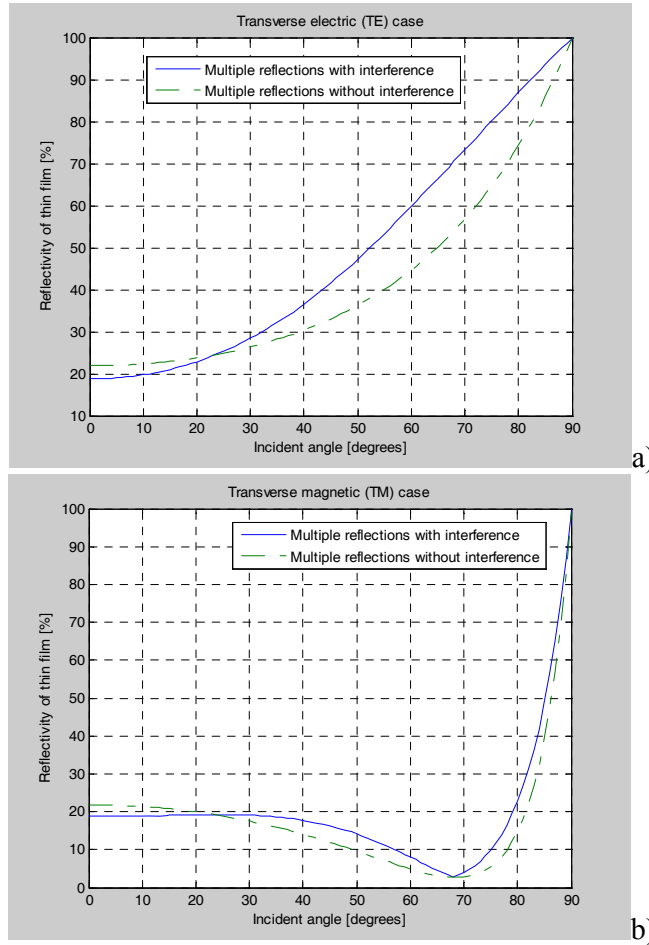 Transverse electric (TE) case
100
90
80
70
60
50
40
30
20
10
Reflectivity of thin film [%]
Multiple reflections with interference
Multiple reflections without interference
0 10 20 30 40 50 60 70 80 90
Incident angle [degrees]
a)
Transverse magnetic (TM) case
100
90
80
70
60
50
40
30
20
10
0
Reflectivity of thin film [%]
Multiple reflections with interference
Multiple reflections without interference
0 10 20 30 40 50 60 70 80 90
Incident angle [degrees]
b)